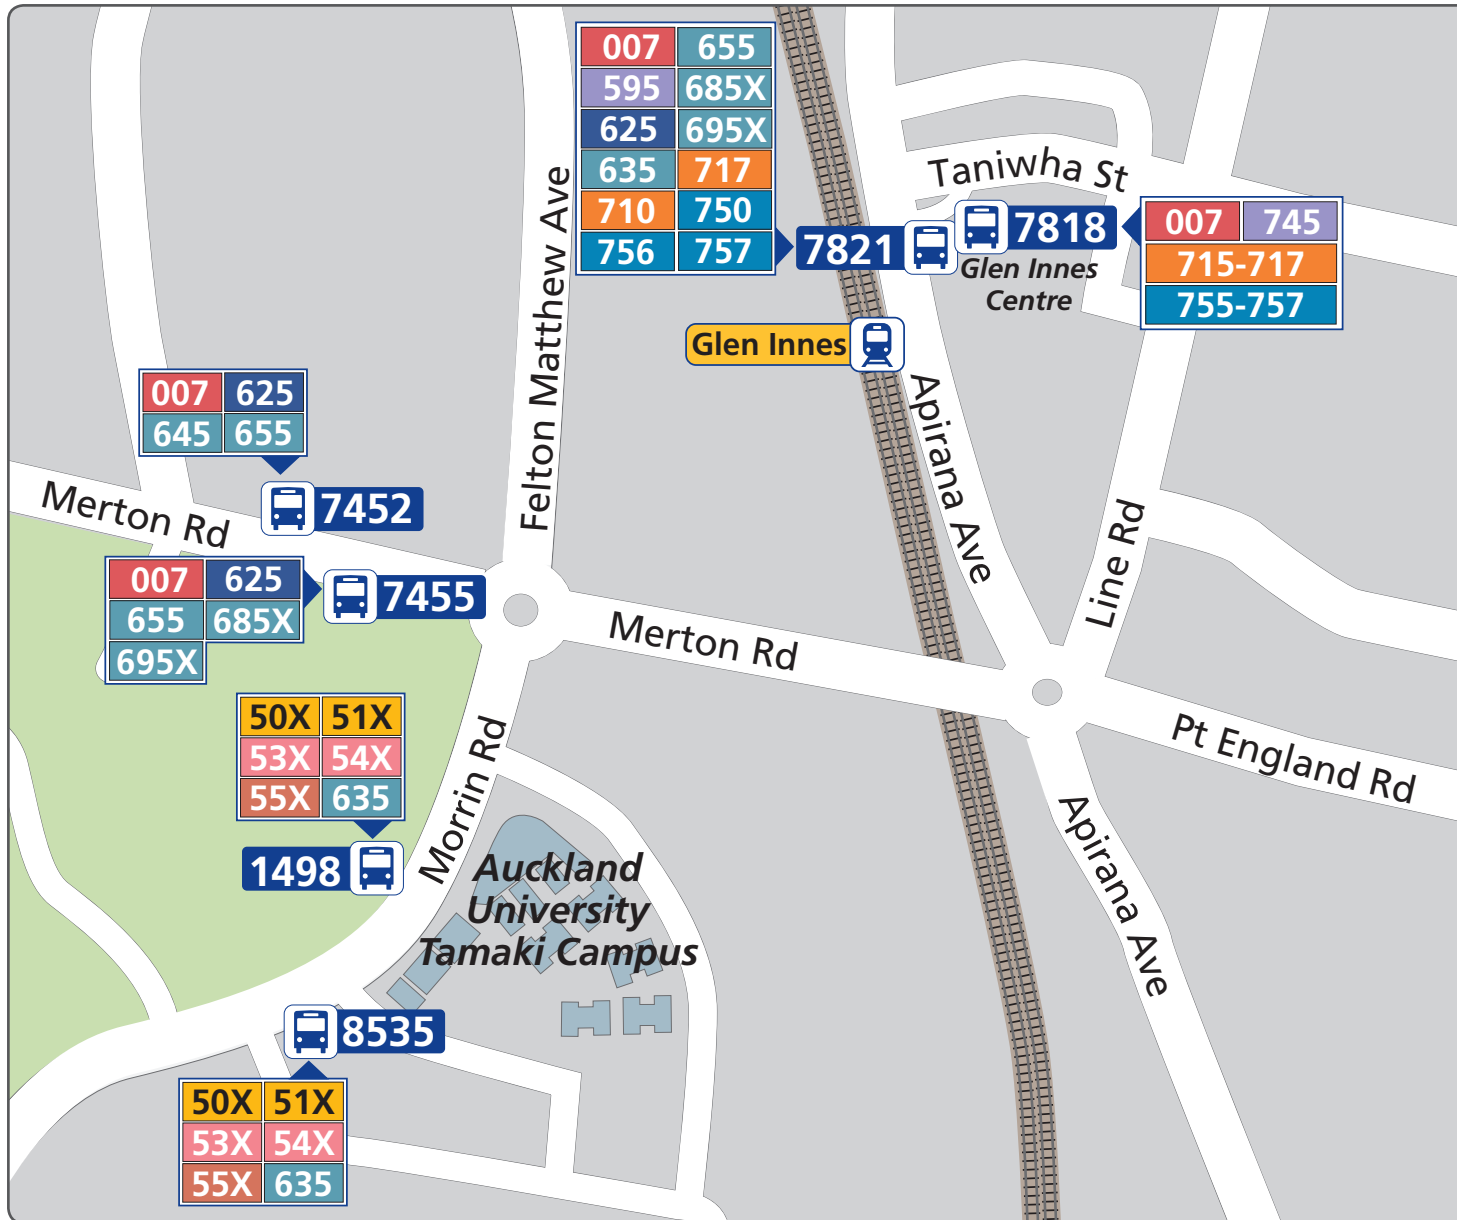 007 655
595 685X
625 695X
635 717
710 750
756 757
7821
7818
Glen Innes
Centre
007 745
715-717
755-757
Taniwha St
Glen Innes
Felton Matthew Ave
Apirana Ave
Line Rd
007 625
645 655
7452
Merton Rd
007 625
655 685X
695X
7455
Merton Rd
Pt England Rd
50X 51X
53X 54X
55X 635
1498
Morrin Rd
Auckland
University
Tamaki Campus
Apirana Ave
8535
50X 51X
53X 54X
55X 635